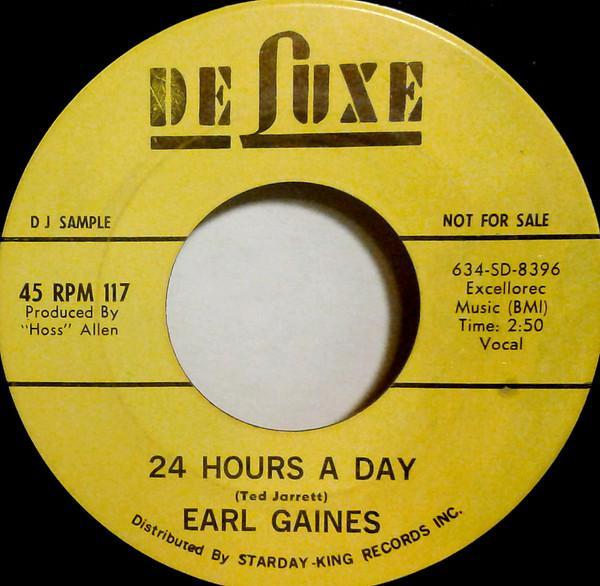 DE LUXE
D J SAMPLE
NOT FOR SALE
45 RPM 117
Produced By
"Hoss" Allen
634-SD-8396
Excellorec
Music (BMI)
Time: 2:50
Vocal
24 HOURS A DAY
(Ted Jarrett)
EARL GAINES
Distributed By STARDAY-KING RECORDS INC.